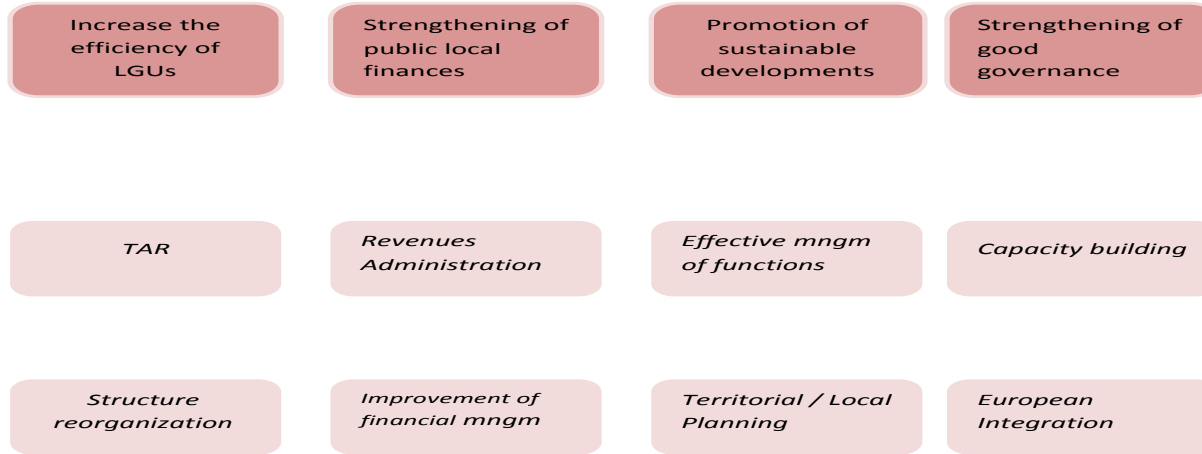 Increase the
efficiency of
LGUs
Strengthening of
public local
finances
Promotion of
sustainable
developments
Strengthening of
good
governance
TAR
Revenues
Administration
Effective mngm
of functions
Capacity building
Structure
reorganization
Improvement of
financial mngm
Territorial / Local
Planning
European
Integration